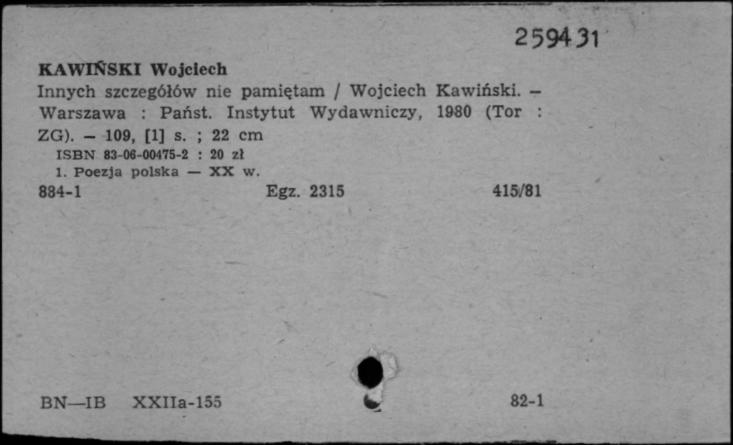 259431
KAWIŃSKI Wojciech
Innych szczegółów nie pamiętam / Wojciech Kawiński. —
Warszawa : Państ. Instytut Wydawniczy, 1980 (Tor :
ZG). — 109, [1] s. ; 22 cm
ISBN 83-06-00475-2 : 20 zł
1. Poezja polska — XX w.
884-1 Egz. 2315 415/81
BN—IB XXIIa-155 82-1